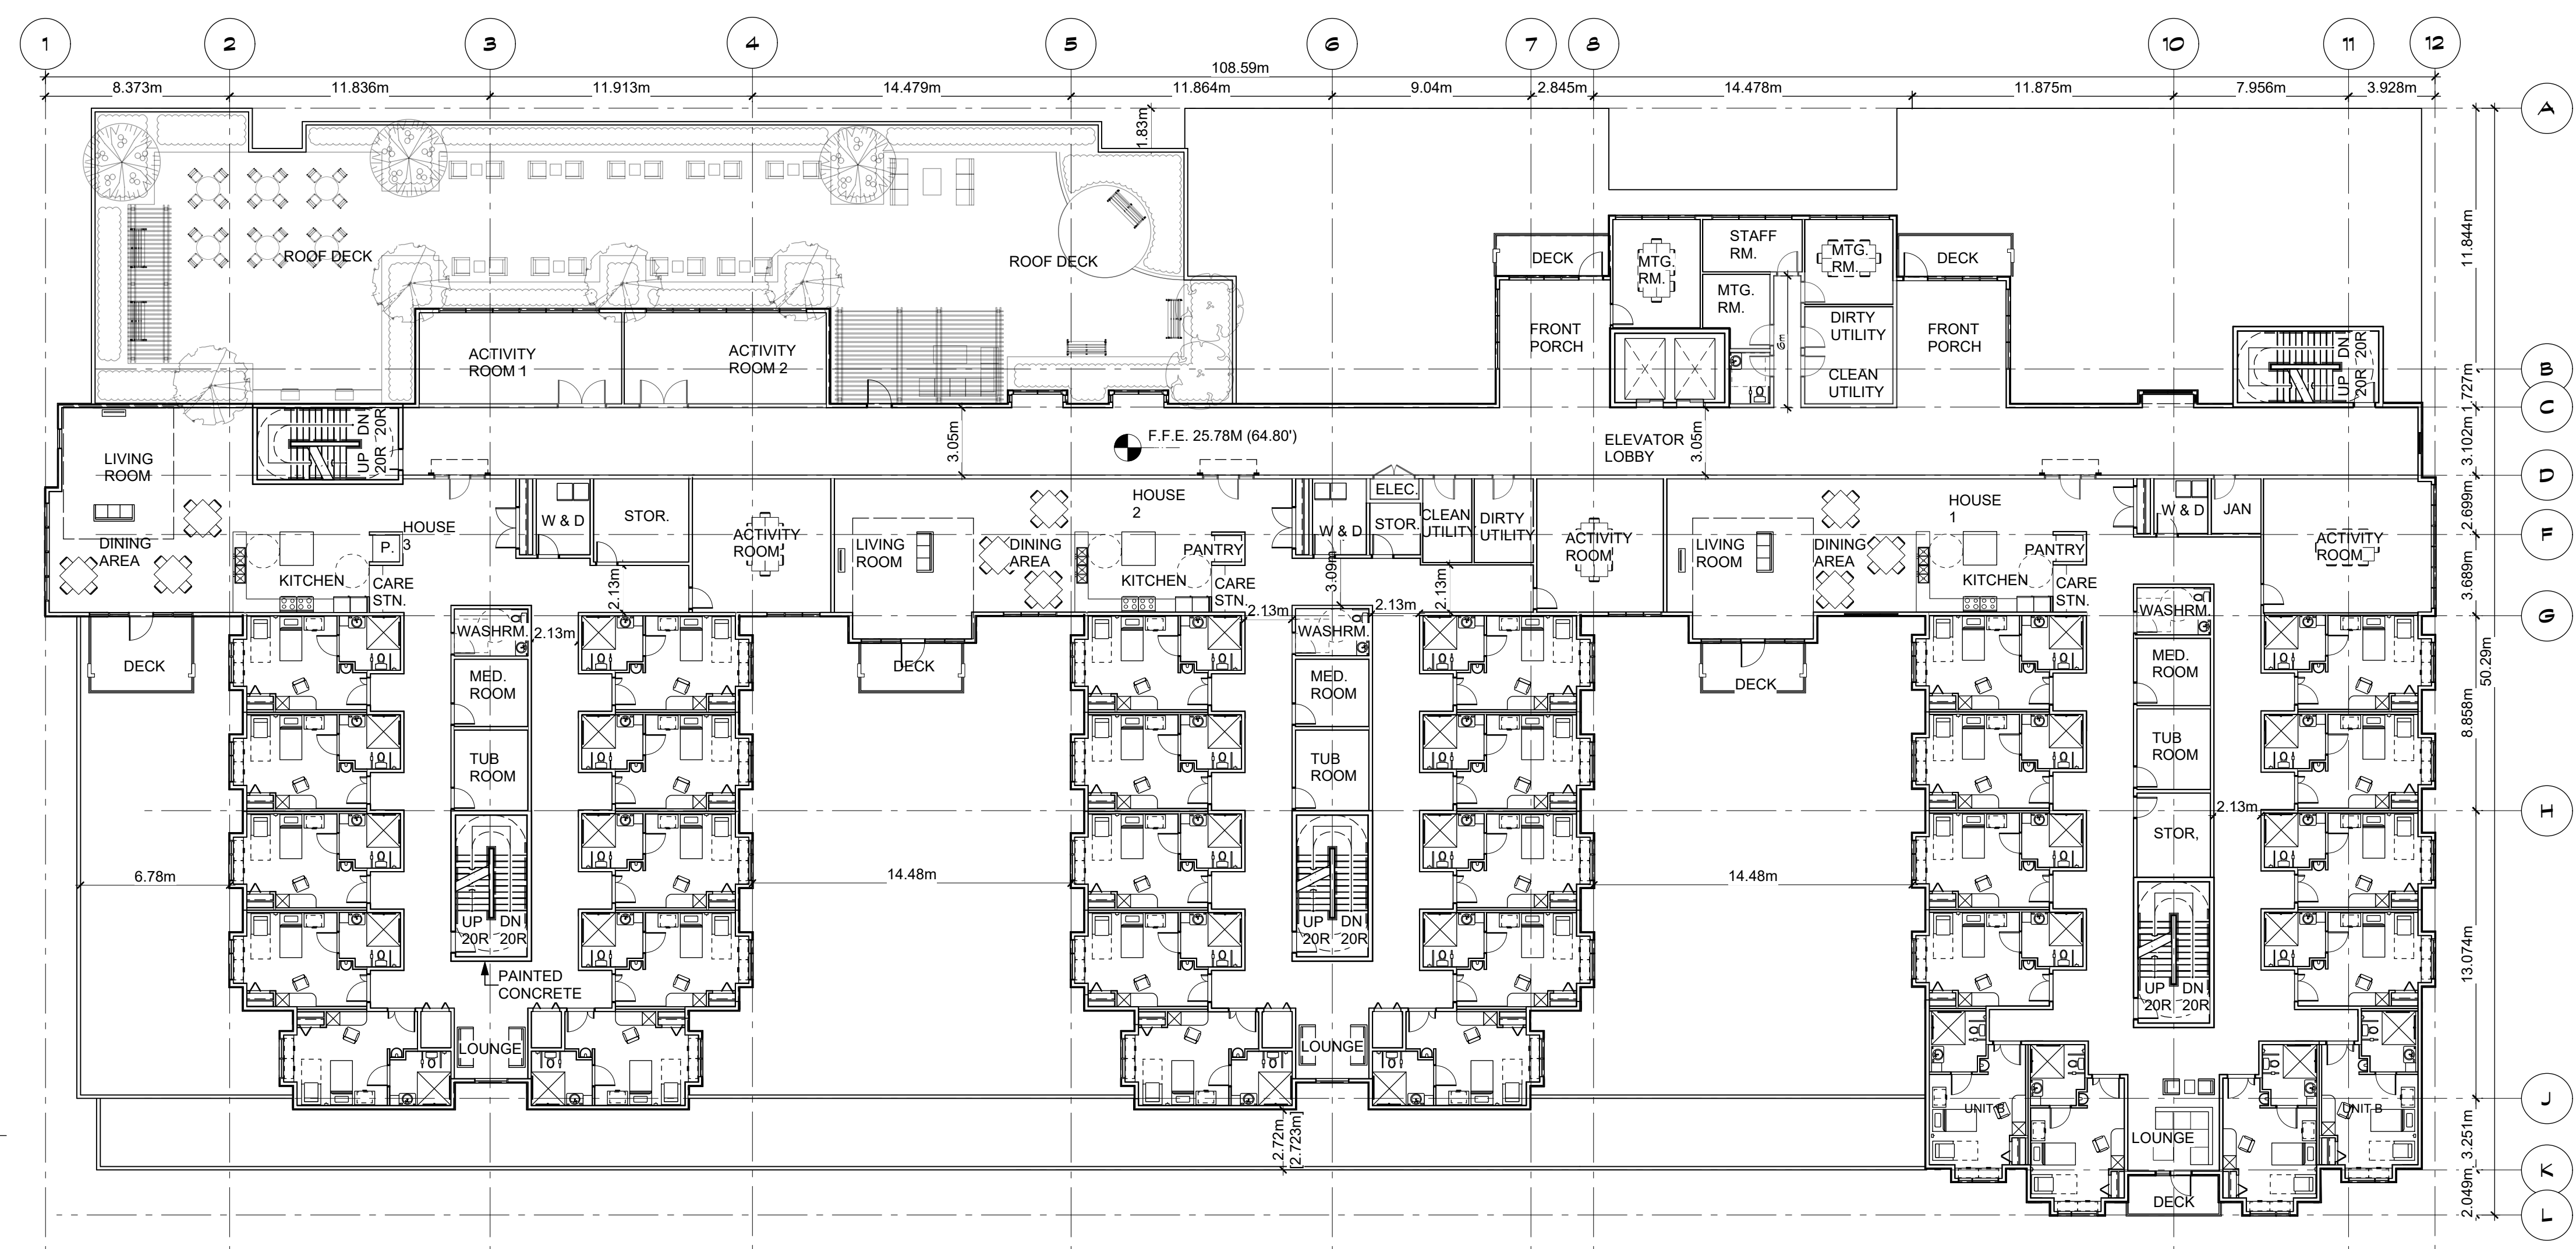 1 2 3 4 5 6 7 8 10 11 12
108.59m
8.373m 11.836m 11.913m 14.479m 11.864m 9.04m 2.845m 14.478m 11.875m 7.956m 3.928m
A
1.83m
11.844m
ROOF DECK
ROOF DECK
DECK
MTG.
RM.
STAFF
RM.
MTG.
RM.
DECK
MTG.
RM.
FRONT
PORCH
DIRTY
UTILITY
FRONT
PORCH
6m
ACTIVITY
ROOM 1
ACTIVITY
ROOM 2
CLEAN
UTILITY
UP DN
20R 20R
B
1.727m
C
LIVING
ROOM
UP DN
20R 20R
3.05m
F.F.E. 25.78M (64.80')
ELEVATOR
LOBBY
3.05m
3.102m
D
HOUSE
3
W & D
STOR.
ACTIVITY
ROOM
LIVING
ROOM
DINING
AREA
HOUSE
2
W & D
ELEC.
STOR.
CLEAN
UTILITY
DIRTY
UTILITY
ACTIVITY
ROOM
LIVING
ROOM
DINING
AREA
HOUSE
1
W & D
JAN
ACTIVITY
ROOM
2.699m
F
DINING
AREA
P.
KITCHEN
CARE
STN.
2.13m
PANTRY
KITCHEN
CARE
STN.
3.09m
2.13m
PANTRY
KITCHEN
CARE
STN.
3.689m
G
WASHRM.
2.13m
2.13m
WASHRM.
2.13m
WASHRM.
DECK
DECK
DECK
MED.
ROOM
MED.
ROOM
MED.
ROOM
50.29m
8.858m
TUB
ROOM
TUB
ROOM
TUB
ROOM
2.13m
H
STOR,
6.78m
14.48m
14.48m
UP DN
20R 20R
UP DN
20R 20R
13.074m
PAINTED
CONCRETE
UP DN
20R 20R
LOUNGE
LOUNGE
J
UNIT B
UNIT B
2.72m
[2.723m]
LOUNGE
3.251m
K
DECK
2.049m
L